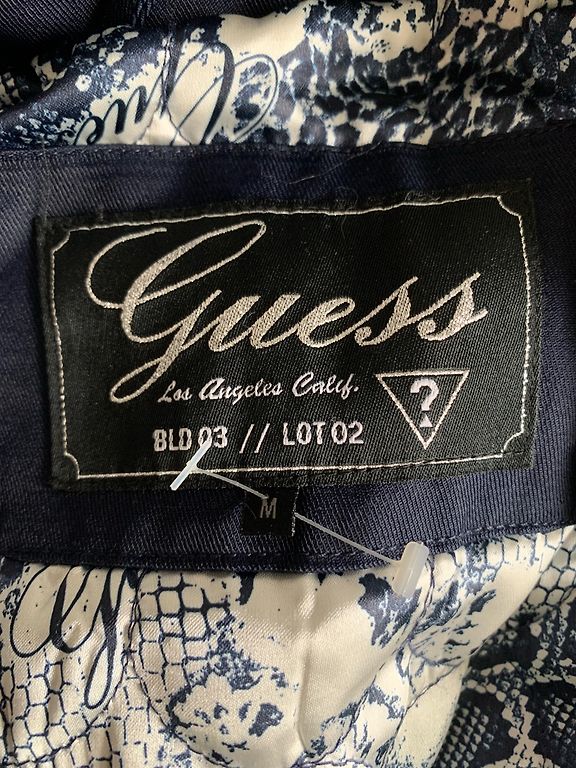 Guess
Los Angeles Calif.
?
BLD 03 // LOT 02
M